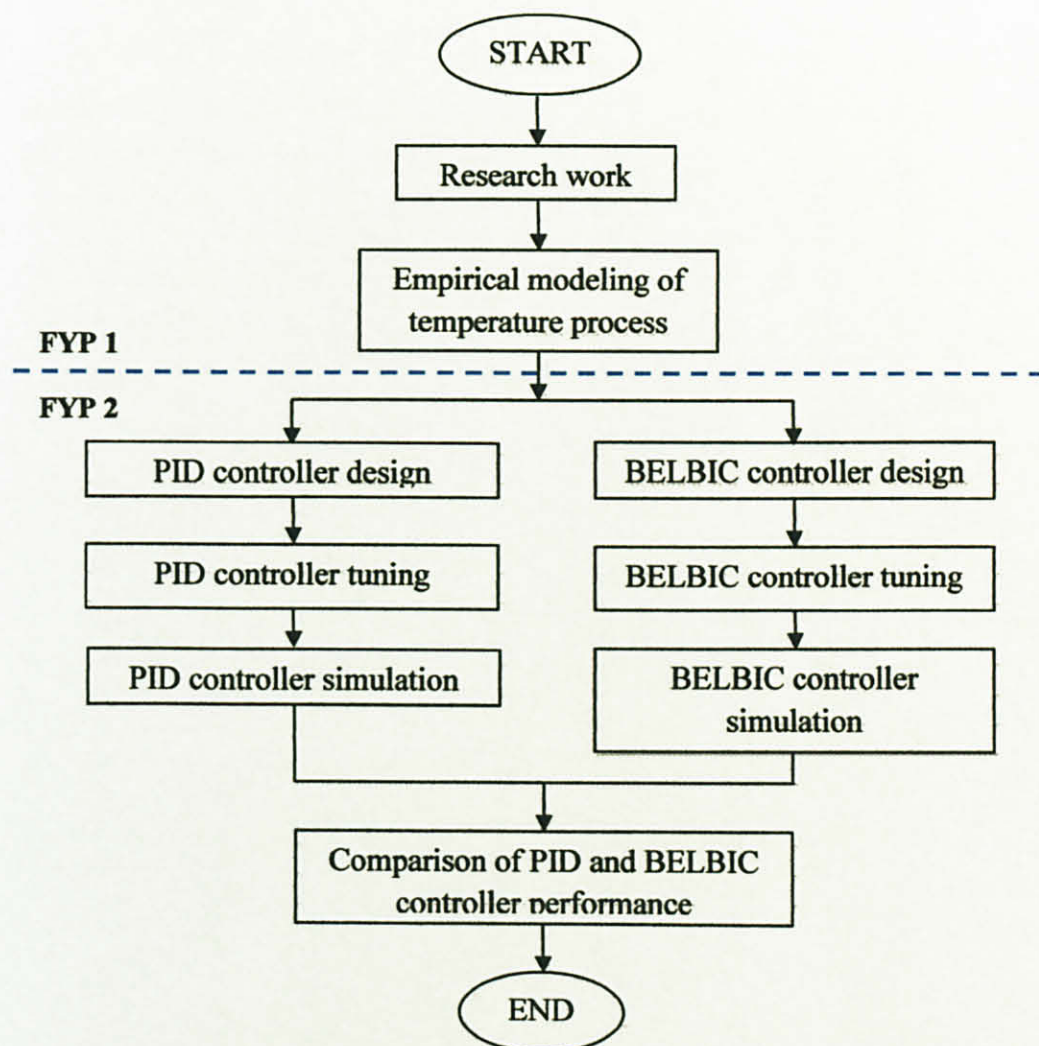 START
Research work
Empirical modeling of
temperature process
FYP 1
FYP 2
PID controller design
BELBIC controller design
PID controller tuning
BELBIC controller tuning
PID controller simulation
BELBIC controller
simulation
Comparison of PID and BELBIC
controller performance
END